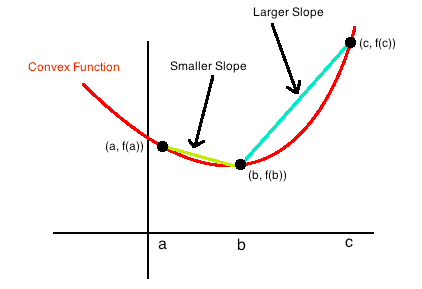 Larger Slope
(c, f(c))
Convex Function
Smaller Slope
(a, f(a))
(b, f(b))
a
b
c